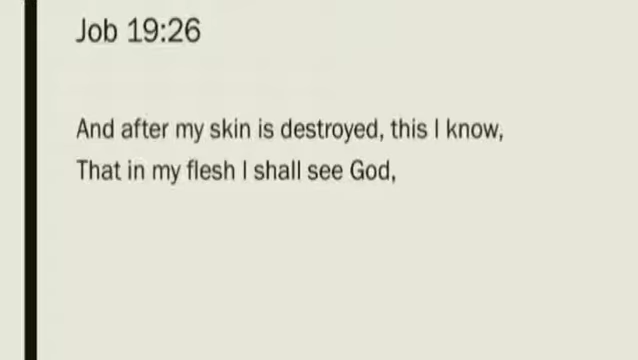 Job 19:26
And after my skin is destroyed, this I know,
That in my flesh I shall see God,